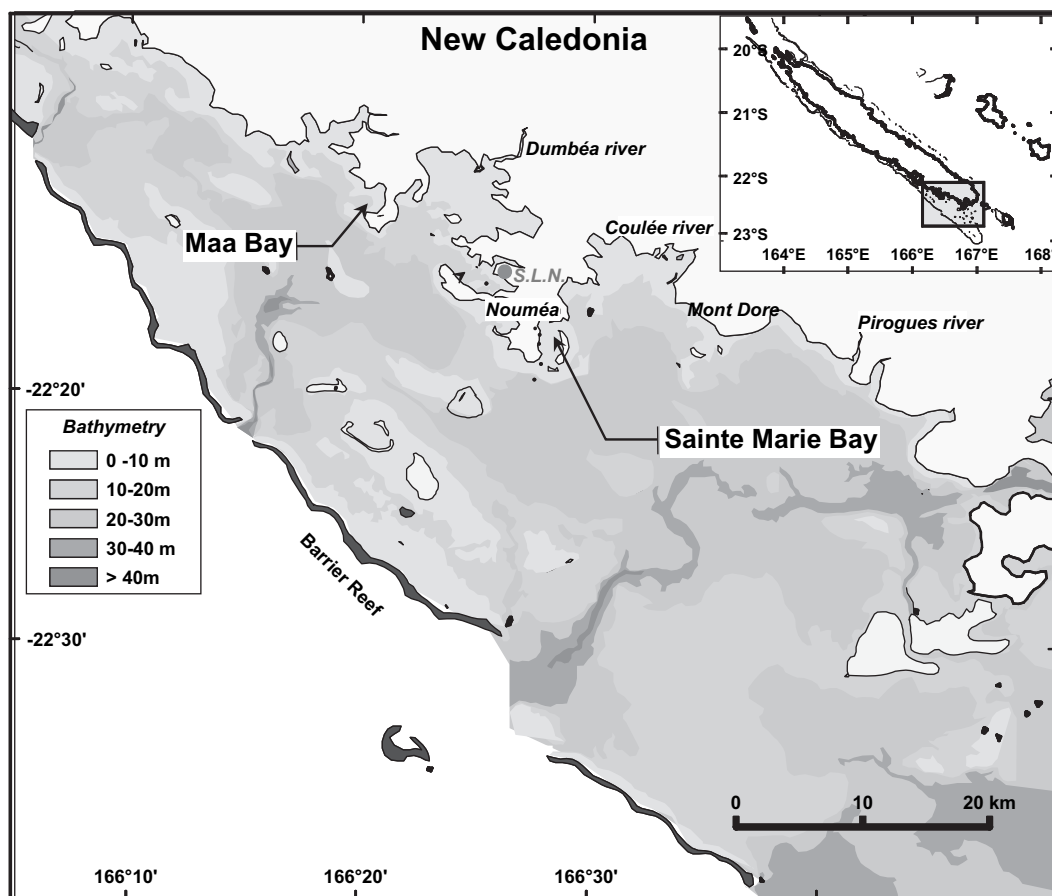 New Caledonia
20°S
21°S
22°S
23°S
164°E
165°E
166°E
167°E
168°
Dumbéa river
Maa Bay
Coulée river
S.L.N.
Nouméa
Mont Dore
Pirogues river
-22°20'
Sainte Marie Bay
Bathymetry
0 -10 m
10-20m
20-30m
30-40 m
> 40m
Barrier Reef
-22°30'
0 10 20 km
166°10' 166°20' 166°30'